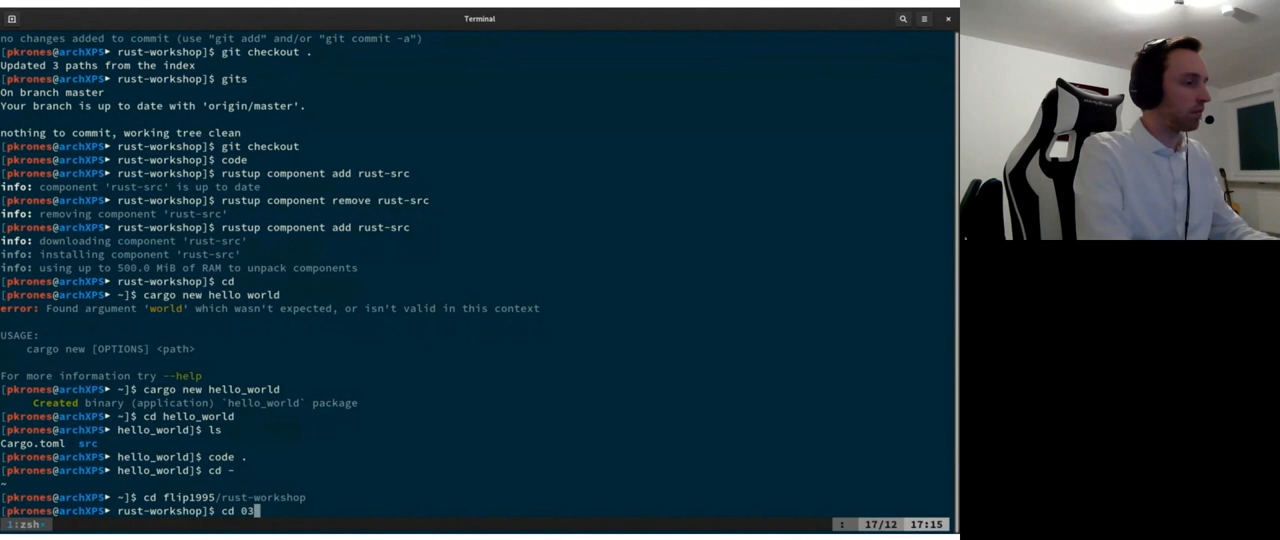 Terminal
no changes added to commit (use "git add" and/or "git commit -a")
[pkrones@archXPS▸ rust-workshop]$ git checkout .
Updated 3 paths from the index
[pkrones@archXPS▸ rust-workshop]$ gits
On branch master
Your branch is up to date with 'origin/master'.
nothing to commit, working tree clean
[pkrones@archXPS▸ rust-workshop]$ git checkout
[pkrones@archXPS▸ rust-workshop]$ code
[pkrones@archXPS▸ rust-workshop]$ rustup component add rust-src
info: component 'rust-src' is up to date
[pkrones@archXPS▸ rust-workshop]$ rustup component remove rust-src
info: removing component 'rust-src'
[pkrones@archXPS▸ rust-workshop]$ rustup component add rust-src
info: downloading component 'rust-src'
info: installing component 'rust-src'
info: using up to 500.0 MiB of RAM to unpack components
[pkrones@archXPS▸ rust-workshop]$ cd
[pkrones@archXPS▸ ~]$ cargo new hello world
error: Found argument 'world' which wasn't expected, or isn't valid in this context
USAGE:
cargo new [OPTIONS] <path>
For more information try --help
[pkrones@archXPS▸ ~]$ cargo new hello_world
Created binary (application) `hello_world` package
[pkrones@archXPS▸ ~]$ cd hello_world
[pkrones@archXPS▸ hello_world]$ ls
Cargo.toml src
[pkrones@archXPS▸ hello_world]$ code .
[pkrones@archXPS▸ hello_world]$ cd -
~
[pkrones@archXPS▸ ~]$ cd flip1995/rust-workshop
[pkrones@archXPS▸ rust-workshop]$ cd 03
1:zsh* : 17/12 17:15